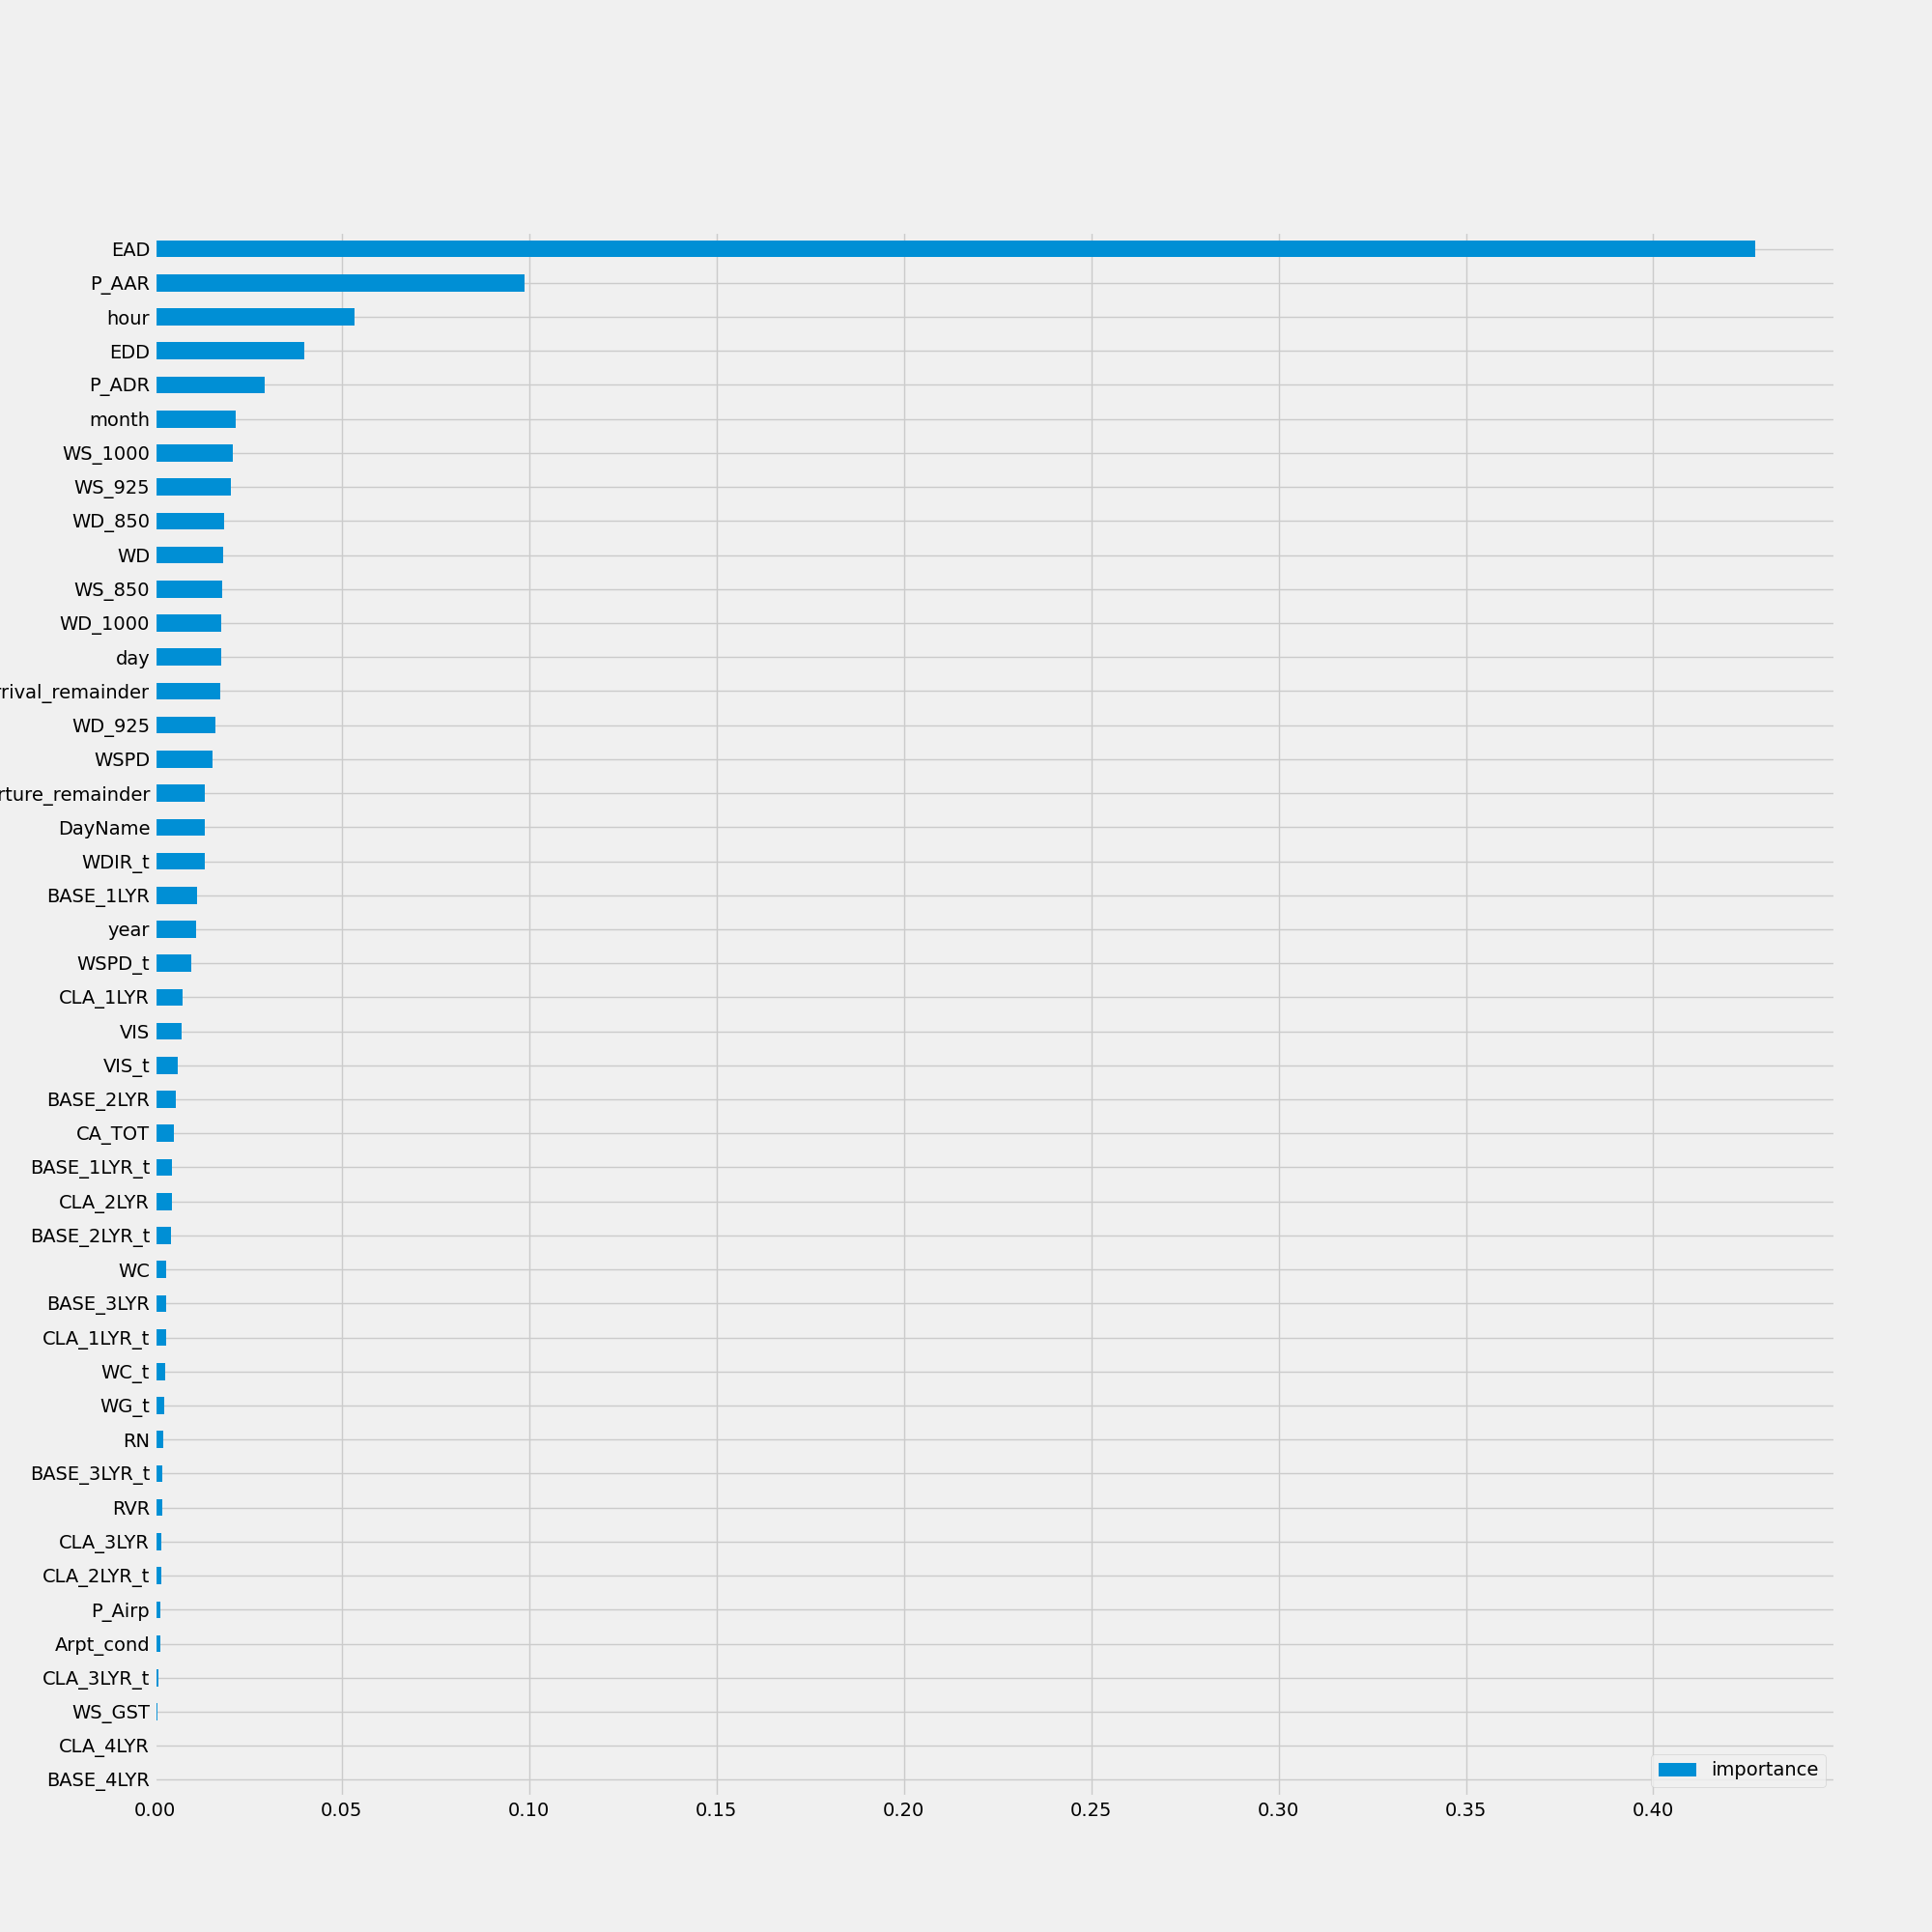 EAD
P_AAR
hour
EDD
P_ADR
month
WS_1000
WS_925
WD_850
WD
WS_850
WD_1000
day
rrival_remainder
WD_925
WSPD
rture_remainder
DayName
WDIR_t
BASE_1LYR
year
WSPD_t
CLA_1LYR
VIS
VIS_t
BASE_2LYR
CA_TOT
BASE_1LYR_t
CLA_2LYR
BASE_2LYR_t
WC
BASE_3LYR
CLA_1LYR_t
WC_t
WG_t
RN
BASE_3LYR_t
RVR
CLA_3LYR
CLA_2LYR_t
P_Airp
Arpt_cond
CLA_3LYR_t
WS_GST
CLA_4LYR
BASE_4LYR
importance
0.00 0.05 0.10 0.15 0.20 0.25 0.30 0.35 0.40